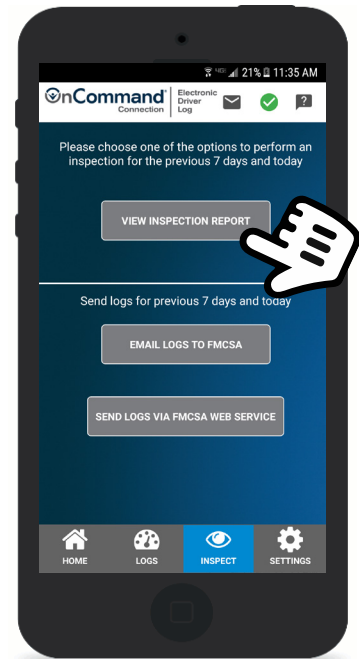 21% 11:35 AM
OnCommand®
Connection
Electronic
Driver
Log
?
Please choose one of the options to perform an
inspection for the previous 7 days and today
VIEW INSPECTION REPORT
Send logs for previous 7 days and today
EMAIL LOGS TO FMCSA
SEND LOGS VIA FMCSA WEB SERVICE
HOME
LOGS
INSPECT
SETTINGS